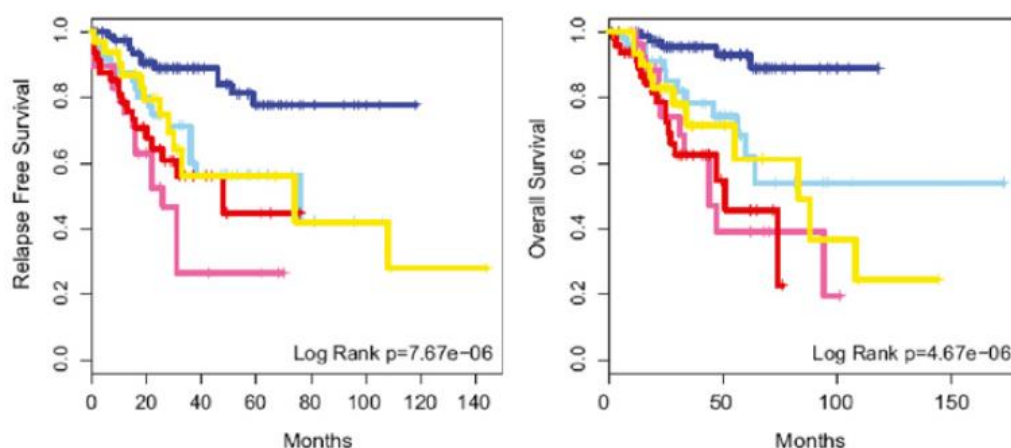 Relapse Free Survival
1.0
0.8
0.6
0.4
0.2
0.0
Log Rank p=7.67e−06
0 20 40 60 80 100 120 140
Months
Overall Survival
1.0
0.8
0.6
0.4
0.2
0.0
Log Rank p=4.67e−06
0 50 100 150
Months